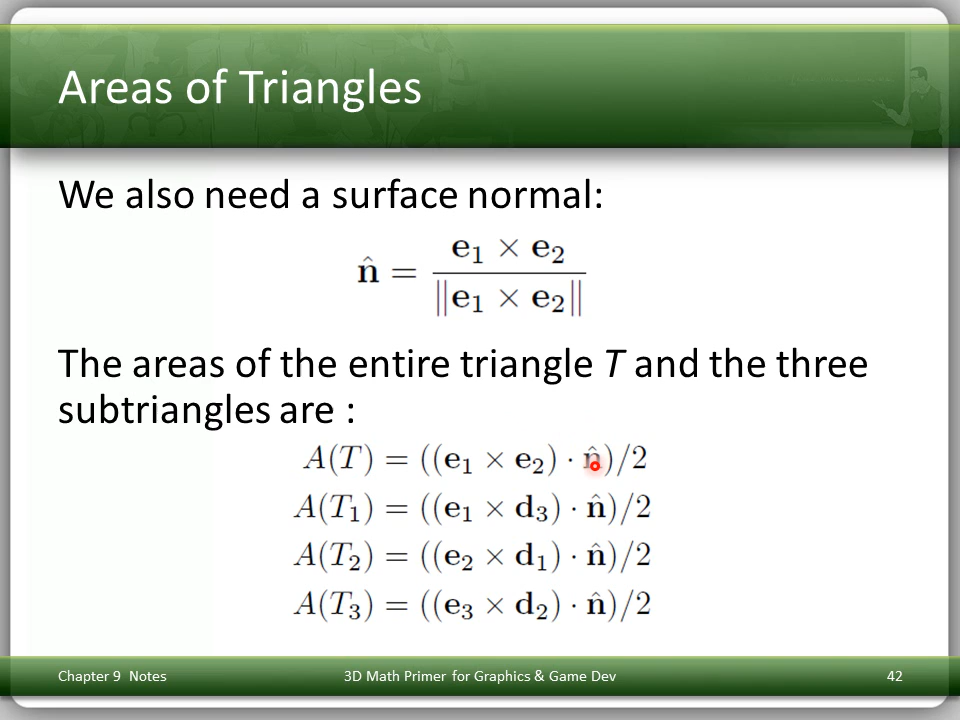 Areas of Triangles
We also need a surface normal:
n̂ = e₁ × e₂ / ‖e₁ × e₂‖
The areas of the entire triangle T and the three
subtriangles are :
A(T) = ((e₁ × e₂) · n̂)/2
A(T₁) = ((e₁ × d₃) · n̂)/2
A(T₂) = ((e₂ × d₁) · n̂)/2
A(T₃) = ((e₃ × d₂) · n̂)/2
Chapter 9 Notes 3D Math Primer for Graphics & Game Dev 42